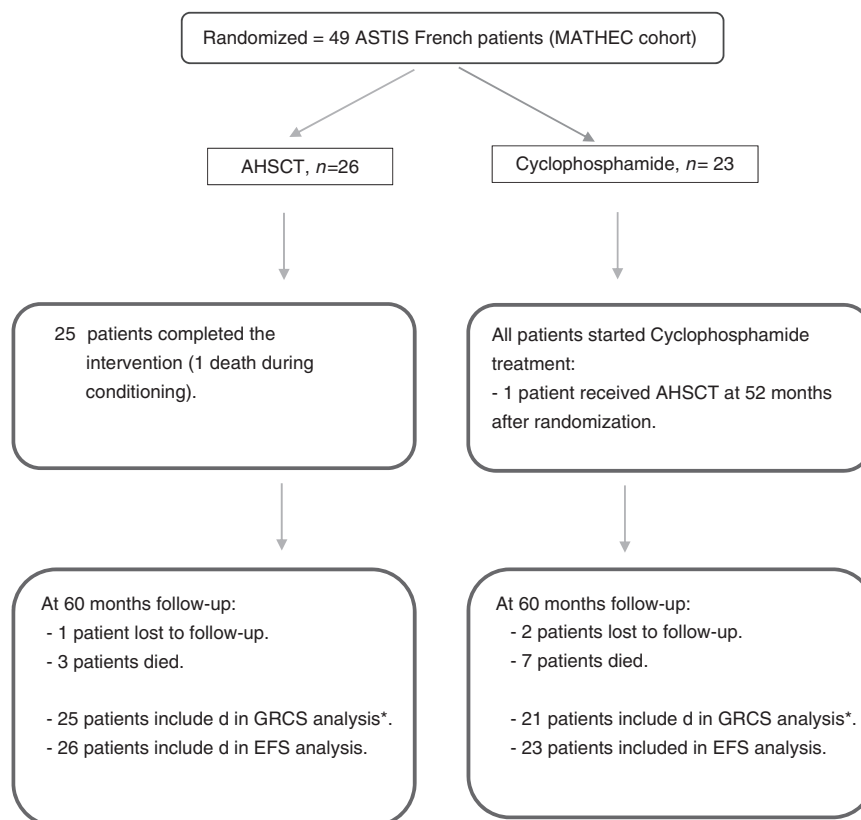 Randomized = 49 ASTIS French patients (MATHEC cohort)
AHSCT, n=26
Cyclophosphamide, n= 23
25 patients completed the
intervention (1 death during
conditioning).
All patients started Cyclophosphamide
treatment:
- 1 patient received AHSCT at 52 months
after randomization.
At 60 months follow-up:
- 1 patient lost to follow-up.
- 3 patients died.
- 25 patients include d in GRCS analysis*.
- 26 patients include d in EFS analysis.
At 60 months follow-up:
- 2 patients lost to follow-up.
- 7 patients died.
- 21 patients include d in GRCS analysis*.
- 23 patients included in EFS analysis.